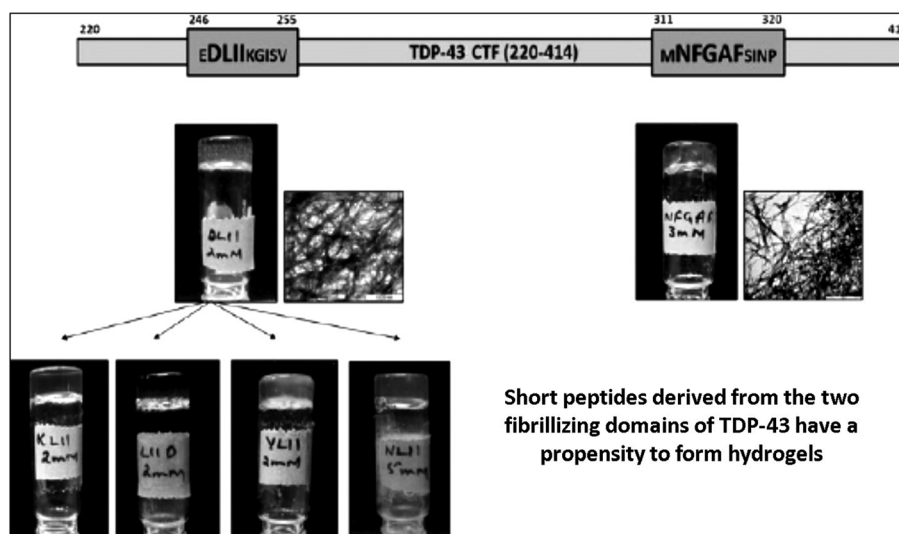 246 255 311 320
220 41
EDLIIKGISV TDP-43 CTF (220-414) MNFGAFSINP
DLII
2mM
NFGAF
3mM
KLII
2mM
LIID
2mM
YLII
2mM
NLII
5mM
Short peptides derived from the two
fibrillizing domains of TDP-43 have a
propensity to form hydrogels